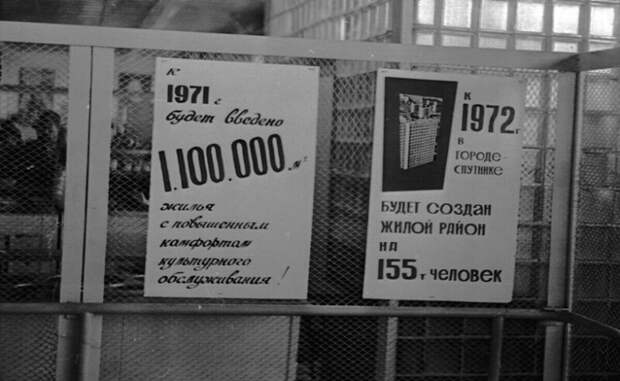 к
1971 г
будет введено
1.100.000 м²
жилья
с повышенным
комфортом
культурного
обслуживания!
к
1972 г.
в
городе-
спутнике
будет создан
жилой район
на
155 т человек